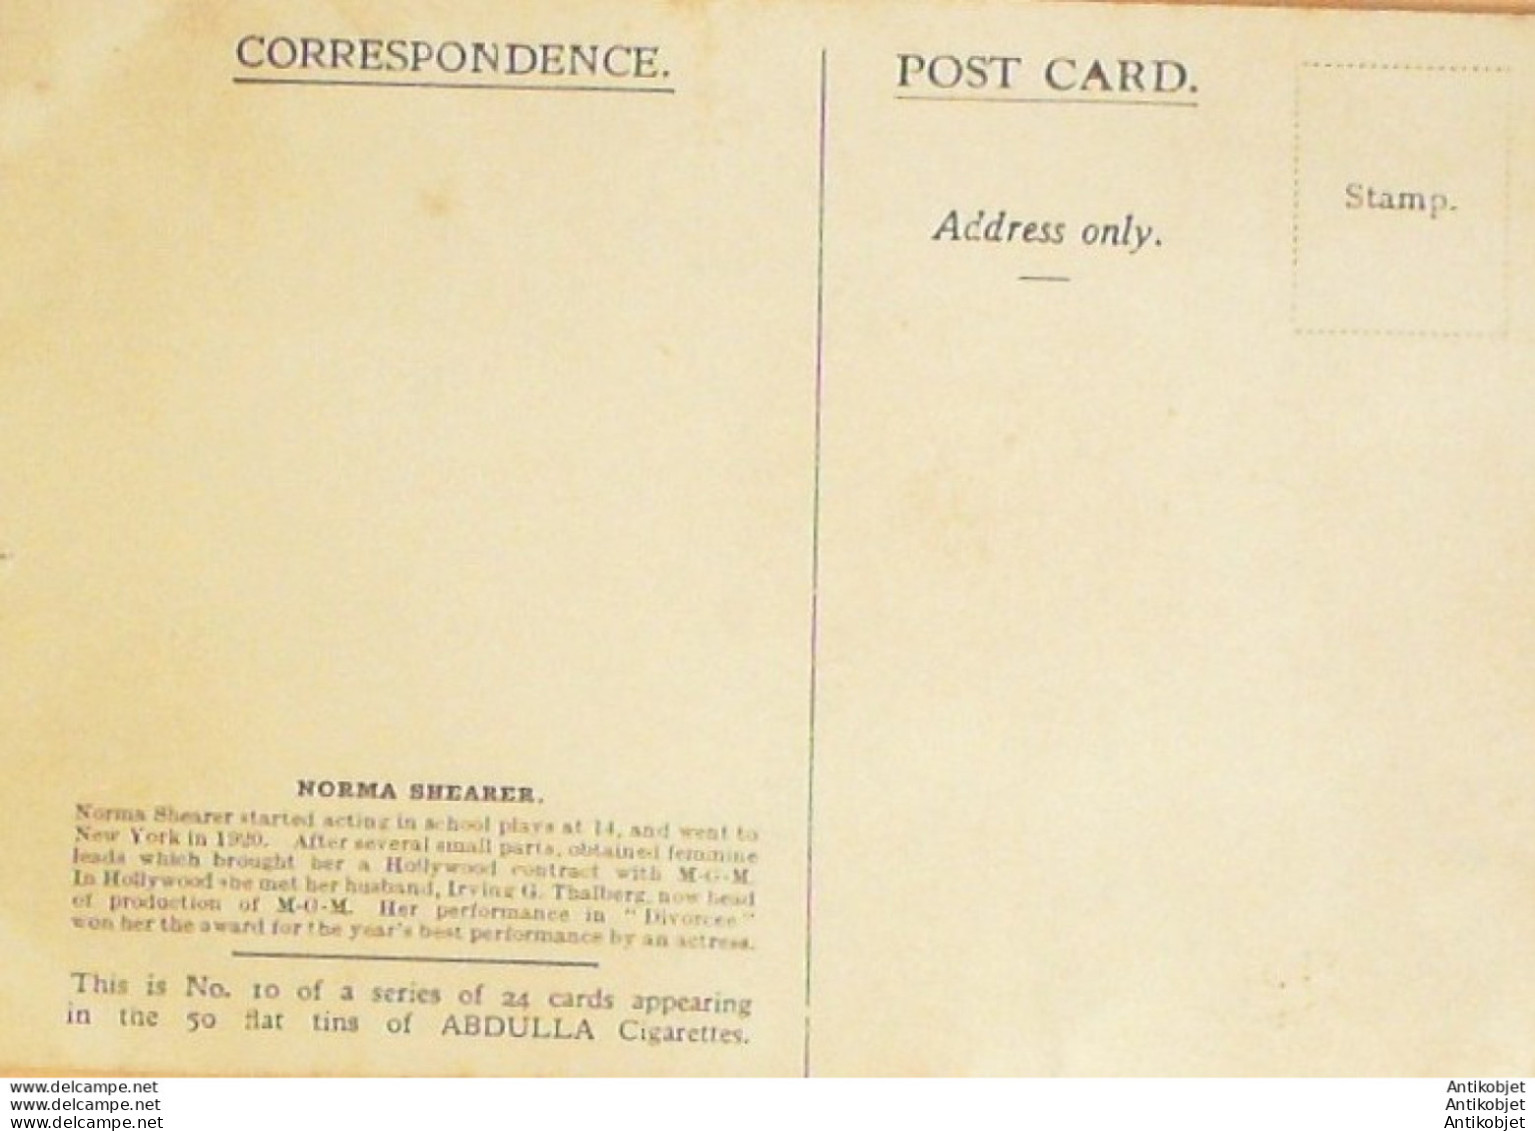 CORRESPONDENCE.
POST CARD.
Stamp.
Address only.
NORMA SHEARER.
Norma Shearer started acting in school plays at 14, and went to
New York in 1920. After several small parts, obtained feminine
leads which brought her a Hollywood contract with M-G-M.
In Hollywood she met her husband, Irving G. Thalberg, now head
of production of M-G-M. Her performance in "Divorcee"
won her the award for the year's best performance by an actress.
This is No. 10 of a series of 24 cards appearing
in the 50 flat tins of ABDULLA Cigarettes.
www.delcampe.net
www.delcampe.net
www.delcampe.net
Antikobjet
Antikobjet
Antikobjet